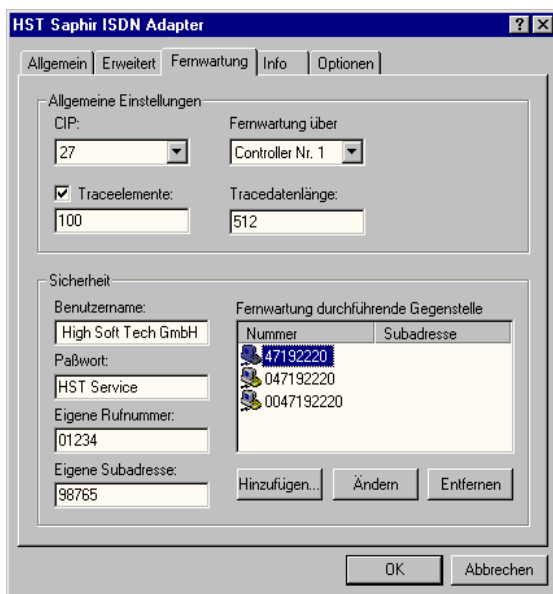 HST Saphir ISDN Adapter
Allgemein Erweitert Fernwartung Info Optionen
Allgemeine Einstellungen
CIP: Fernwartung über
27 Controller Nr. 1
Traceelemente: Tracedatenlänge:
100 512
Sicherheit
Benutzername: Fernwartung durchführende Gegenstelle
High Soft Tech GmbH Nummer Subadresse
47192220
Paßwort: 047192220
HST Service 0047192220
Eigene Rufnummer:
01234
Eigene Subadresse:
98765 Hinzufügen... Ändern Entfernen
OK Abbrechen